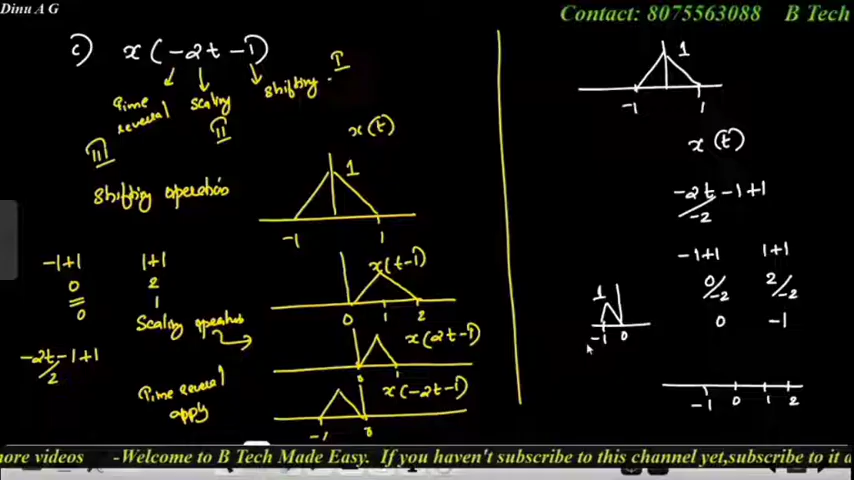 Dinu A G
Contact: 8075563088 B Tech
c) x(-2t-1)
Time reversal
scaling
shifting
I
II
III
Shifting operation
x(t)
1
-1 1
-1+1 1+1
0 2
0 1
x(t-1)
0 1 2
Scaling operation
x(2t-1)
0 1
-2t-1+1
2
Time reversal
apply
x(-2t-1)
-1 0
1
-1 1
x(t)
-2t-1+1
-2
-1+1 1+1
0/-2 2/-2
0 -1
1
-1 0
-1 0 1 2
ore videos -Welcome to B Tech Made Easy. If you haven't subscribe to this channel yet,subscribe to it a